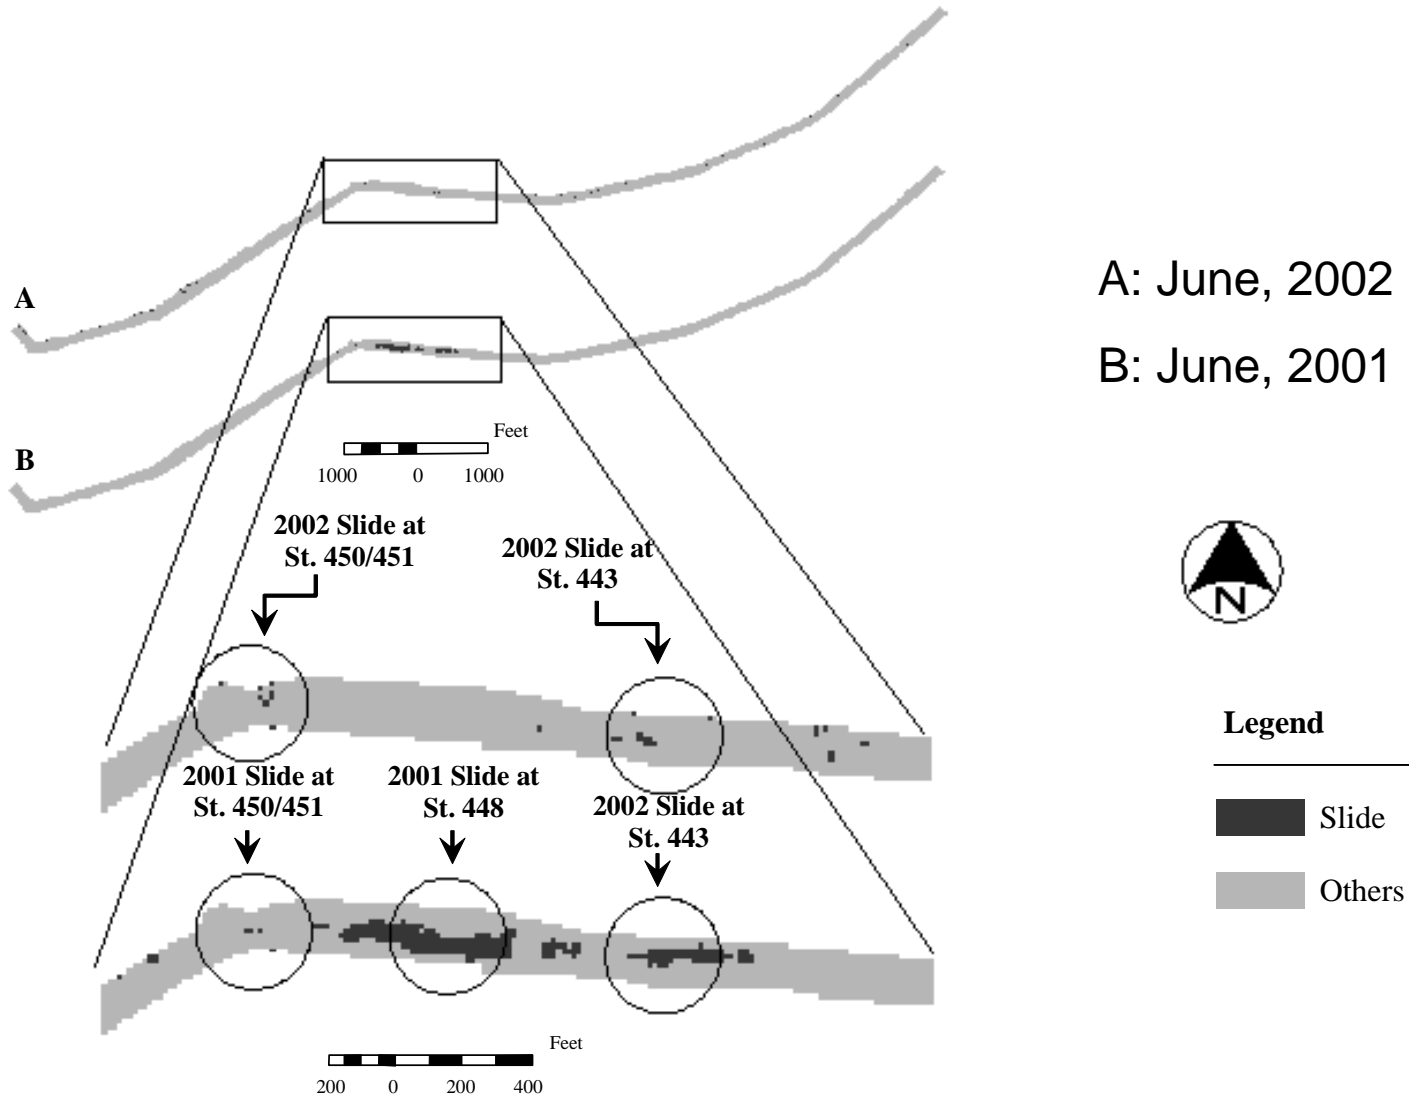 A
A: June, 2002
B: June, 2001
Feet
B
1000 0 1000
2002 Slide at
St. 450/451
2002 Slide at
St. 443
N
Legend
2001 Slide at
St. 450/451
2001 Slide at
St. 448
2002 Slide at
St. 443
Slide
Others
Feet
200 0 200 400